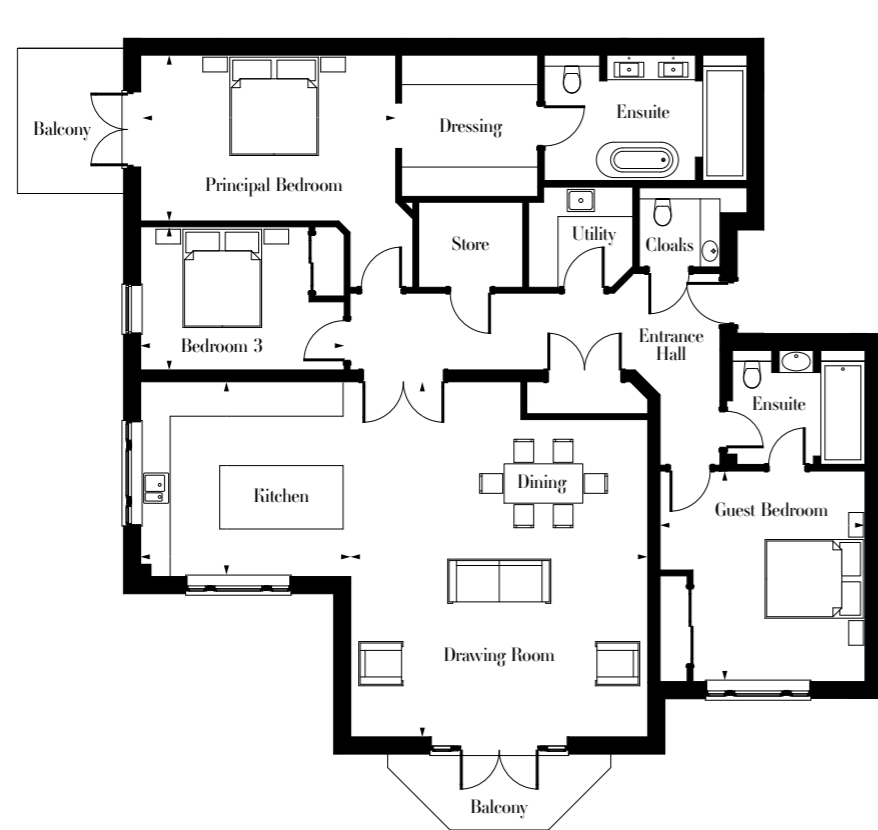 Balcony
Principal Bedroom
Dressing
Ensuite
Store
Utility
Cloaks
Bedroom 3
Entrance
Hall
Ensuite
Kitchen
Dining
Guest Bedroom
Drawing Room
Balcony